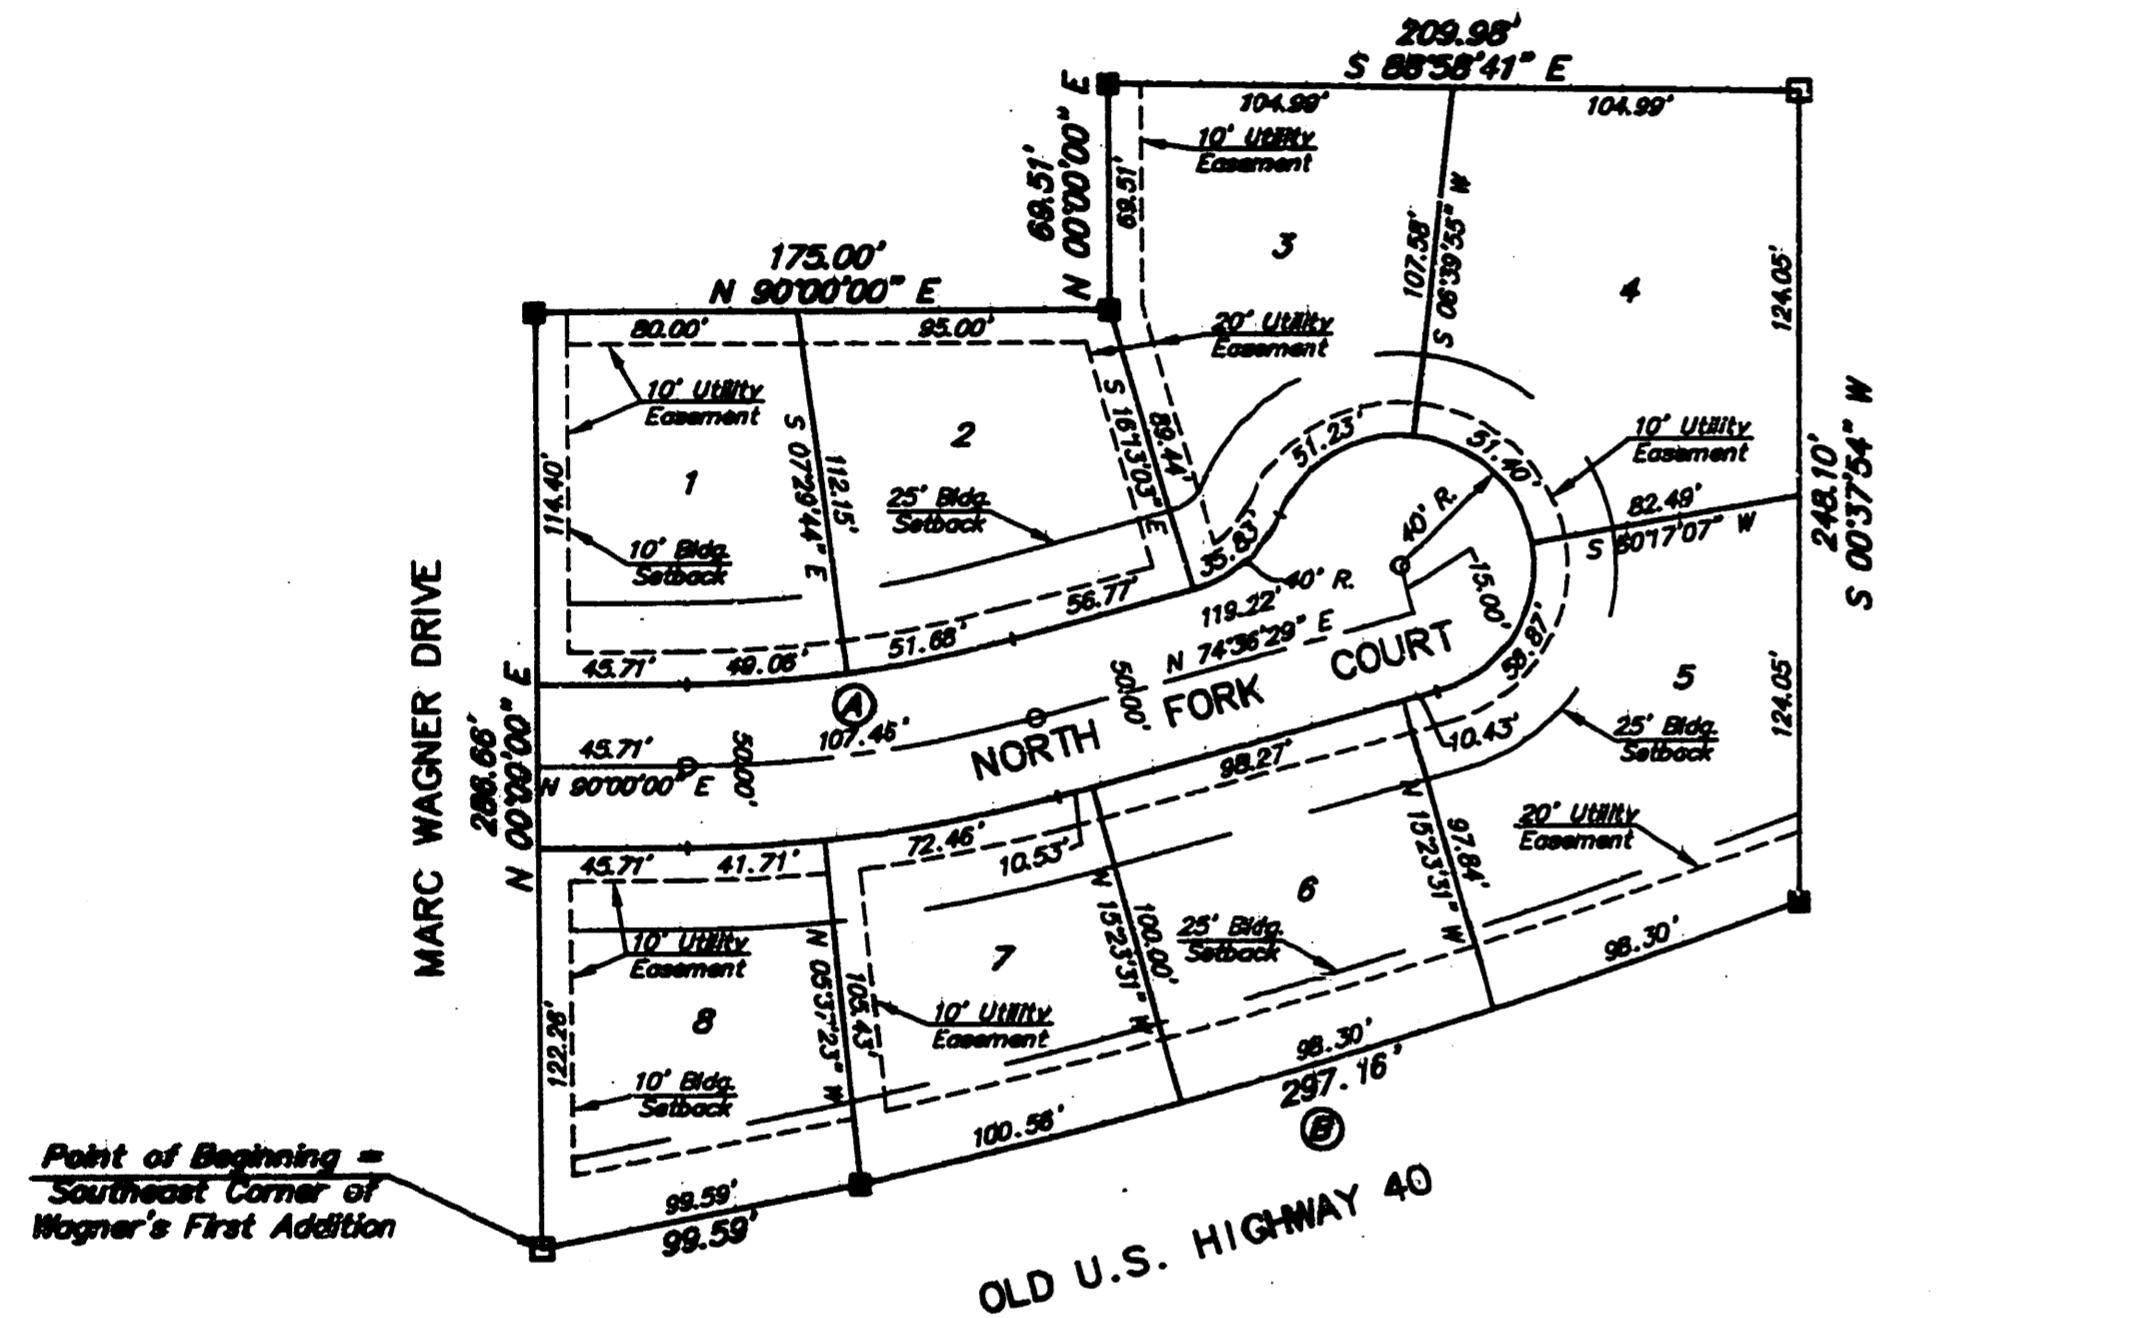 209.98'
S 88°58'41" E
104.99'
104.99'
10' Utility
Easement
69.51'
N 00°00'00" E
69.51'
3
107.58'
S 06°39'55" W
4
124.05'
175.00'
N 90°00'00" E
80.00'
95.00'
20' Utility
Easement
10' Utility
Easement
S 16°13'03" E
89.44'
51.23'
51.40'
10' Utility
Easement
248.10'
S 00°37'54" W
2
1
S 07°29'44" E
112.15'
25' Bldg.
Setback
114.40'
10' Bldg.
Setback
82.49'
S 80°17'07" W
40' R.
35.83'
40' R.
15.00'
119.22'
N 74°36'29" E
56.77'
51.68'
49.06'
45.71'
58.87'
5
124.05'
MARC WAGNER DRIVE
286.66'
N 00°00'00" E
A
NORTH FORK COURT
50.00'
107.46'
45.71'
N 90°00'00" E
50.00'
10.43'
25' Bldg.
Setback
98.27'
20' Utility
Easement
45.71'
41.71'
72.46'
10.53'
N 15°23'31" W
97.84'
6
N 15°23'31" W
100.00'
25' Bldg.
Setback
98.30'
10' Utility
Easement
7
N 05°37'23" W
105.43'
10' Utility
Easement
8
122.26'
10' Bldg.
Setback
98.30'
297.16'
B
100.56'
Point of Beginning =
Southeast Corner of
Wagner's First Addition
99.59'
99.59'
OLD U.S. HIGHWAY 40